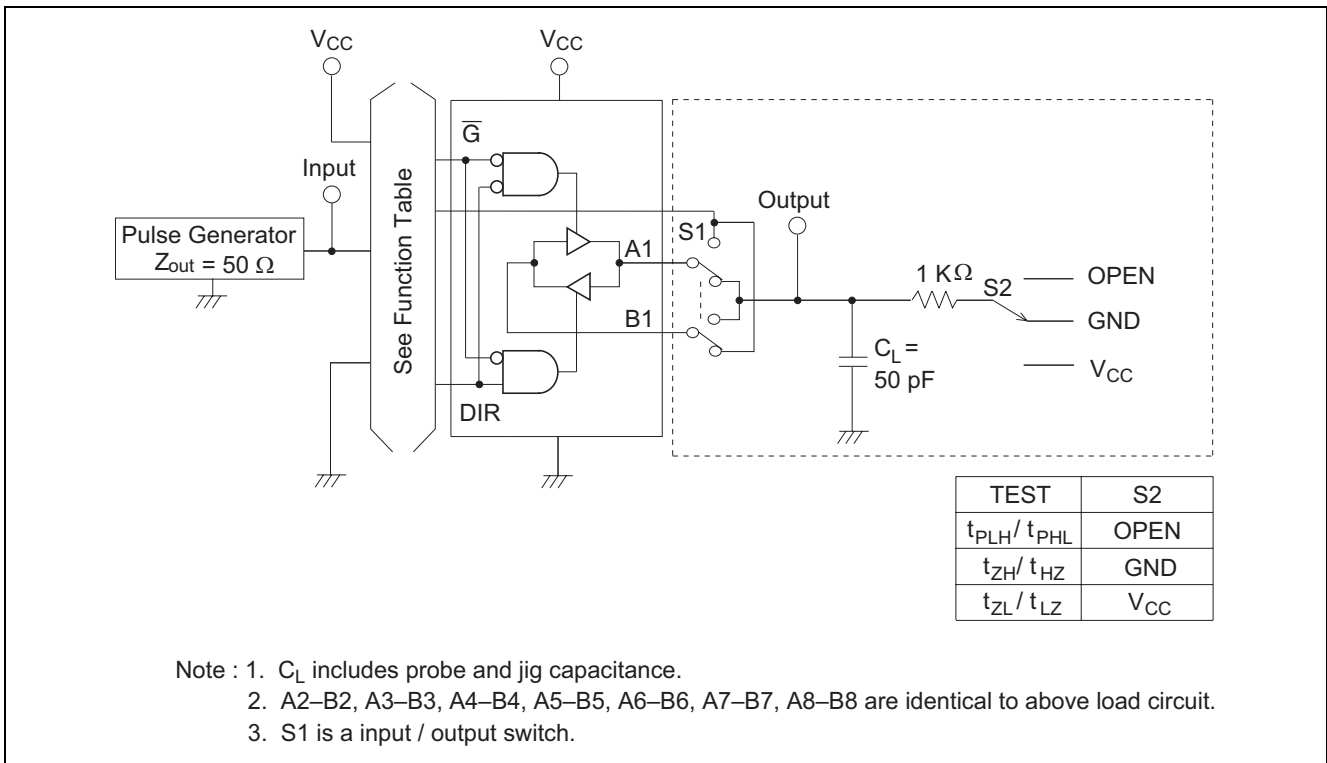 VCC
VCC
G̅
Input
Pulse Generator
Zout = 50 Ω
See Function Table
DIR
A1
B1
S1
Output
1 KΩ
S2
OPEN
GND
VCC
CL =
50 pF
TEST S2
tPLH / tPHL OPEN
tZH / tHZ GND
tZL / tLZ VCC
Note : 1. CL includes probe and jig capacitance.
2. A2–B2, A3–B3, A4–B4, A5–B5, A6–B6, A7–B7, A8–B8 are identical to above load circuit.
3. S1 is a input / output switch.